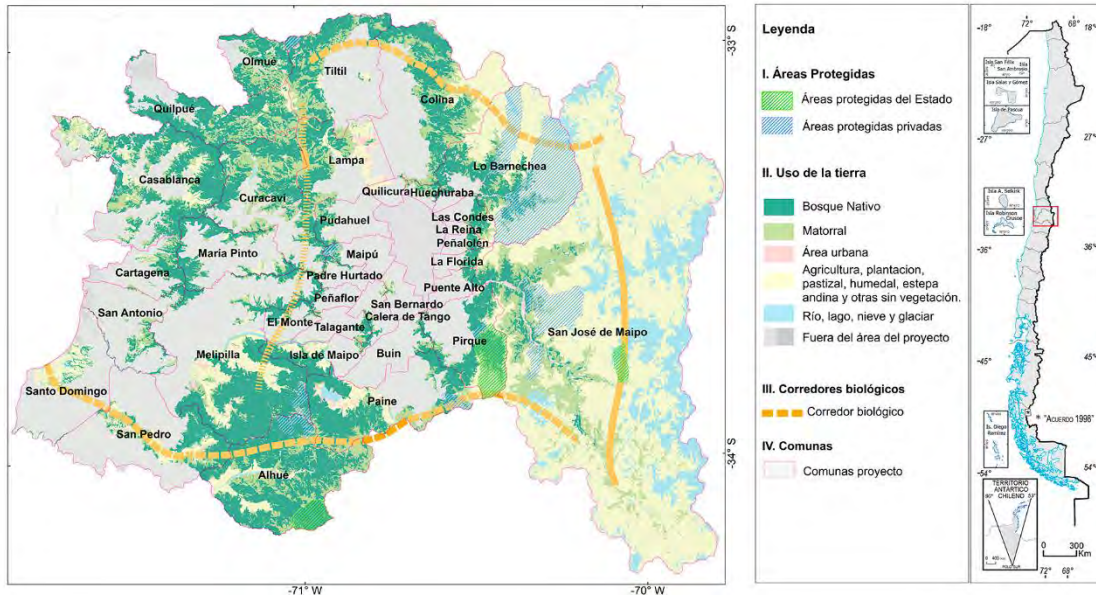 -33° S
-34° S
-71° W
-70° W
Olmué
Tiltil
Quilpué
Colina
Lampa
Lo Barnechea
Casablanca
Quilicura
Huechuraba
Curacaví
Pudahuel
Las Condes
La Reina
Peñalolén
María Pinto
Maipú
La Florida
Cartagena
Padre Hurtado
Puente Alto
Peñaflor
San Bernardo
San Antonio
El Monte
Calera de Tango
Talagante
San José de Maipo
Pirque
Melipilla
Isla de Maipo
Buin
Santo Domingo
Paine
San Pedro
Alhué
Leyenda
I. Áreas Protegidas
Áreas protegidas del Estado
Áreas protegidas privadas
II. Uso de la tierra
Bosque Nativo
Matorral
Área urbana
Agricultura, plantacion,
pastizal, humedal, estepa
andina y otras sin vegetación.
Río, lago, nieve y glaciar
Fuera del área del proyecto
III. Corredores biológicos
Corredor biológico
IV. Comunas
Comunas proyecto
72° 68°
-18° 18°
-27° 27°
-36° 36°
-45° 45°
* "ACUERDO 1998"
-54° 54°
TERRITORIO
ANTÁRTICO
CHILENO
0 300
Km
72° 68°